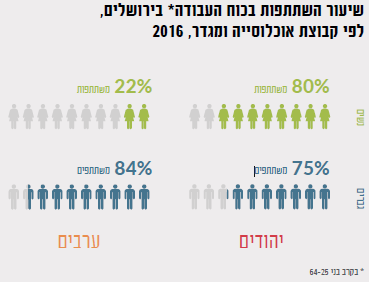 שיעור השתתפות בכוח העבודה* בירושלים,
לפי קבוצת אוכלוסייה ומגדר, 2016
80% משתתפות
22% משתתפות
נשים
75% משתתפים
84% משתתפים
גברים
יהודים
ערבים
* בקרב בני 64-25